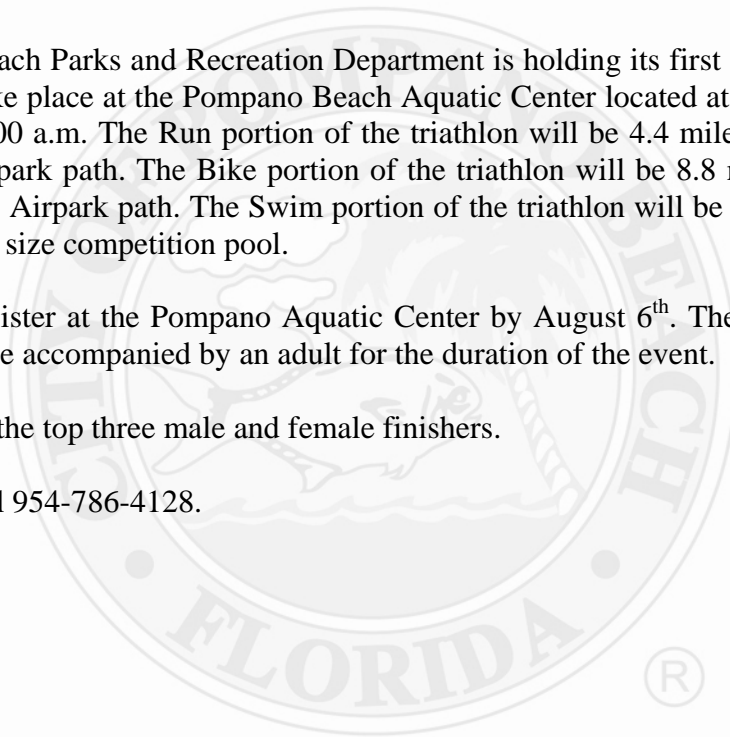 ach Parks and Recreation Department is holding its first
ke place at the Pompano Beach Aquatic Center located at
00 a.m. The Run portion of the triathlon will be 4.4 mile
park path. The Bike portion of the triathlon will be 8.8 
Airpark path. The Swim portion of the triathlon will be
size competition pool.
ister at the Pompano Aquatic Center by August 6th. The
e accompanied by an adult for the duration of the event.
the top three male and female finishers.
l 954-786-4128.
CITY OF POMPANO BEACH
• FLORIDA •
®